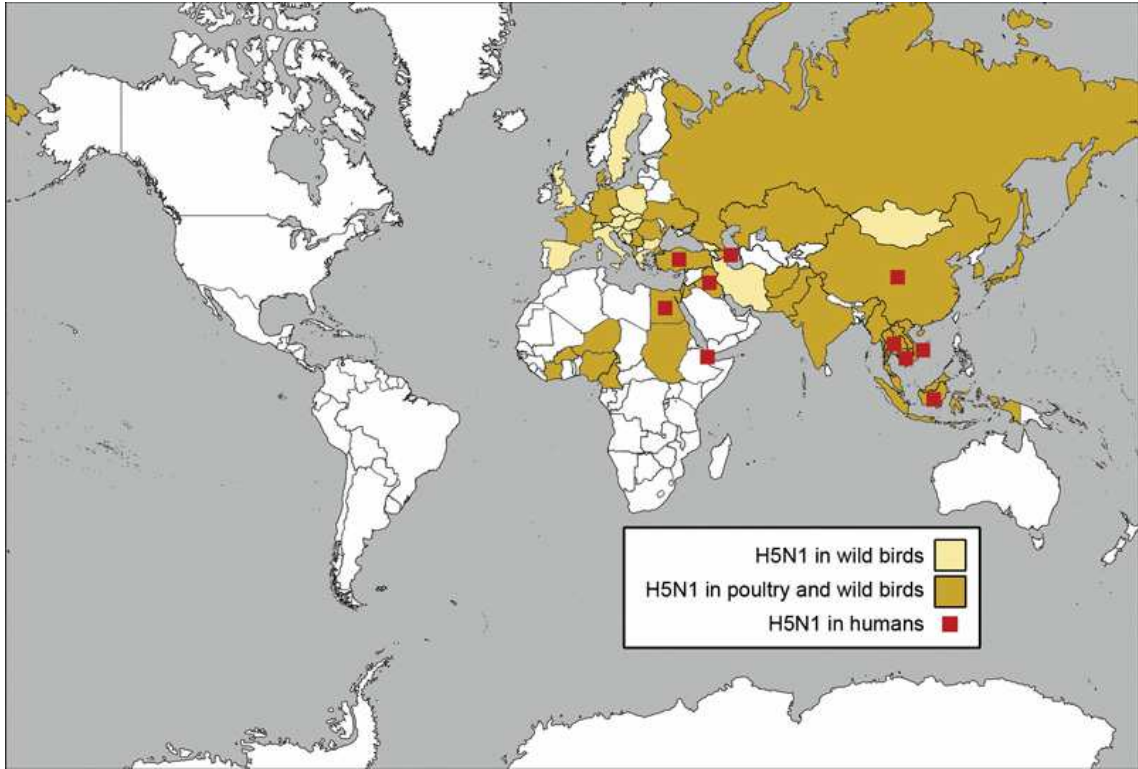 H5N1 in wild birds
H5N1 in poultry and wild birds
H5N1 in humans